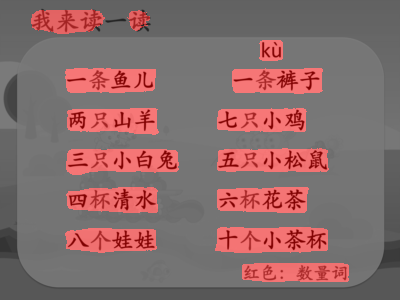 我来读一读
kù
一条鱼儿 一条裤子
两只山羊 七只小鸡
三只小白兔 五只小松鼠
四杯清水 六杯花茶
八个娃娃 十个小茶杯
红色：数量词